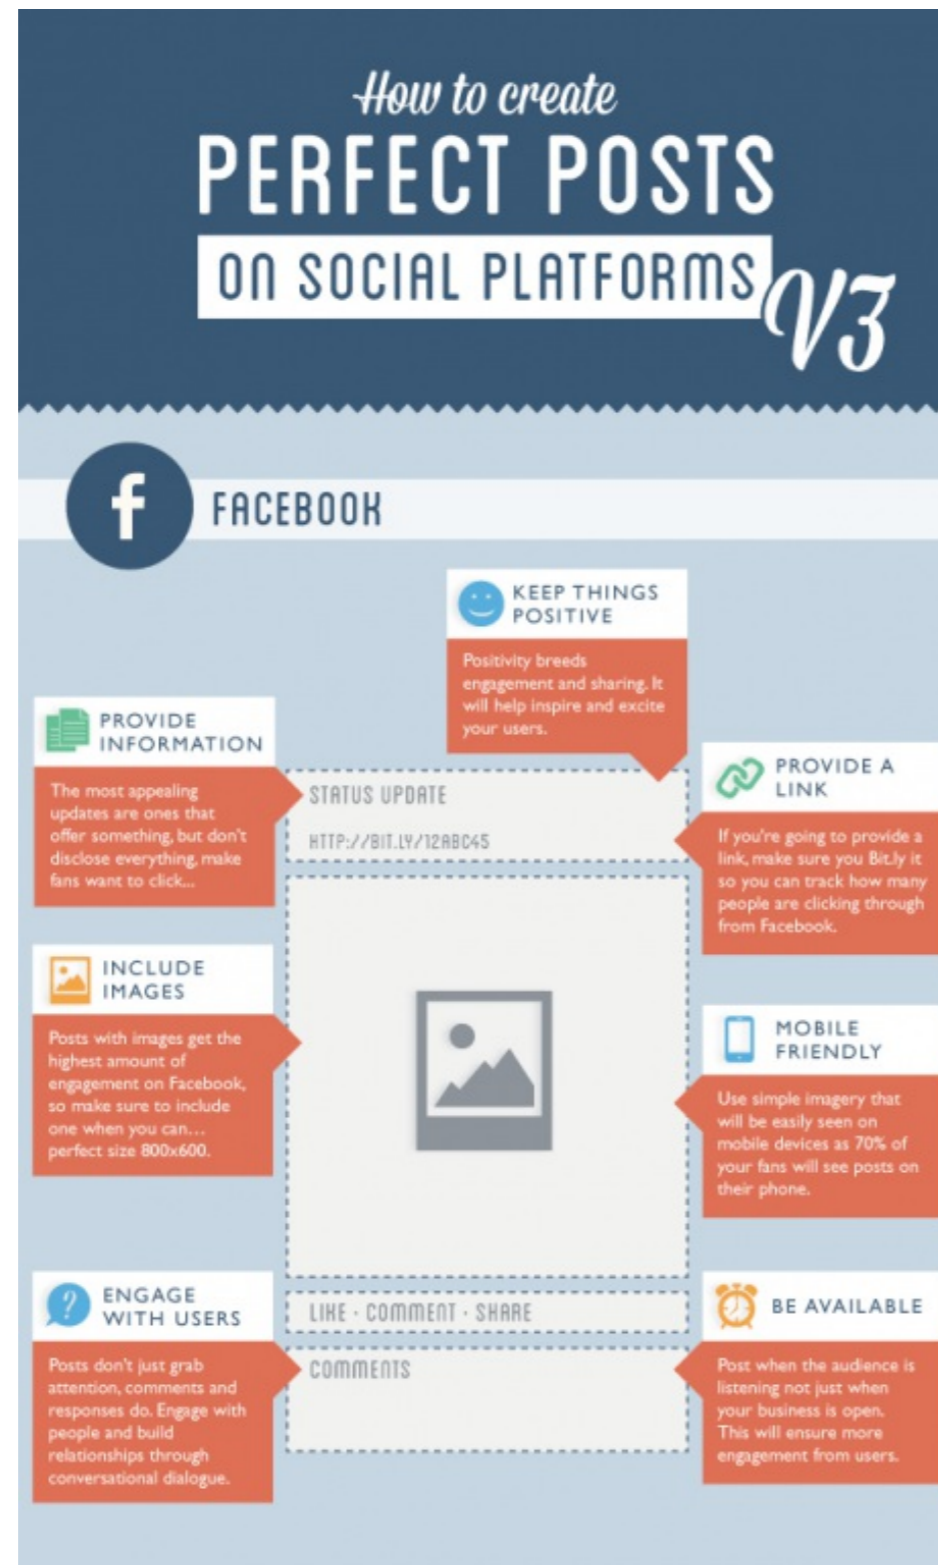 How to create
PERFECT POSTS
ON SOCIAL PLATFORMS
V3
f
FACEBOOK
KEEP THINGS
POSITIVE
Positivity breeds
engagement and sharing. It
will help inspire and excite
your users.
PROVIDE
INFORMATION
The most appealing
updates are ones that
offer something, but don't
disclose everything, make
fans want to click...
STATUS UPDATE
HTTP://BIT.LY/12ABC45
PROVIDE A
LINK
If you're going to provide a
link, make sure you Bit.ly it
so you can track how many
people are clicking through
from Facebook.
INCLUDE
IMAGES
Posts with images get the
highest amount of
engagement on Facebook,
so make sure to include
one when you can...
perfect size 800x600.
MOBILE
FRIENDLY
Use simple imagery that
will be easily seen on
mobile devices as 70% of
your fans will see posts on
their phone.
ENGAGE
WITH USERS
?
Posts don't just grab
attention, comments and
responses do. Engage with
people and build
relationships through
conversational dialogue.
LIKE · COMMENT · SHARE
COMMENTS
BE AVAILABLE
Post when the audience is
listening not just when
your business is open.
This will ensure more
engagement from users.